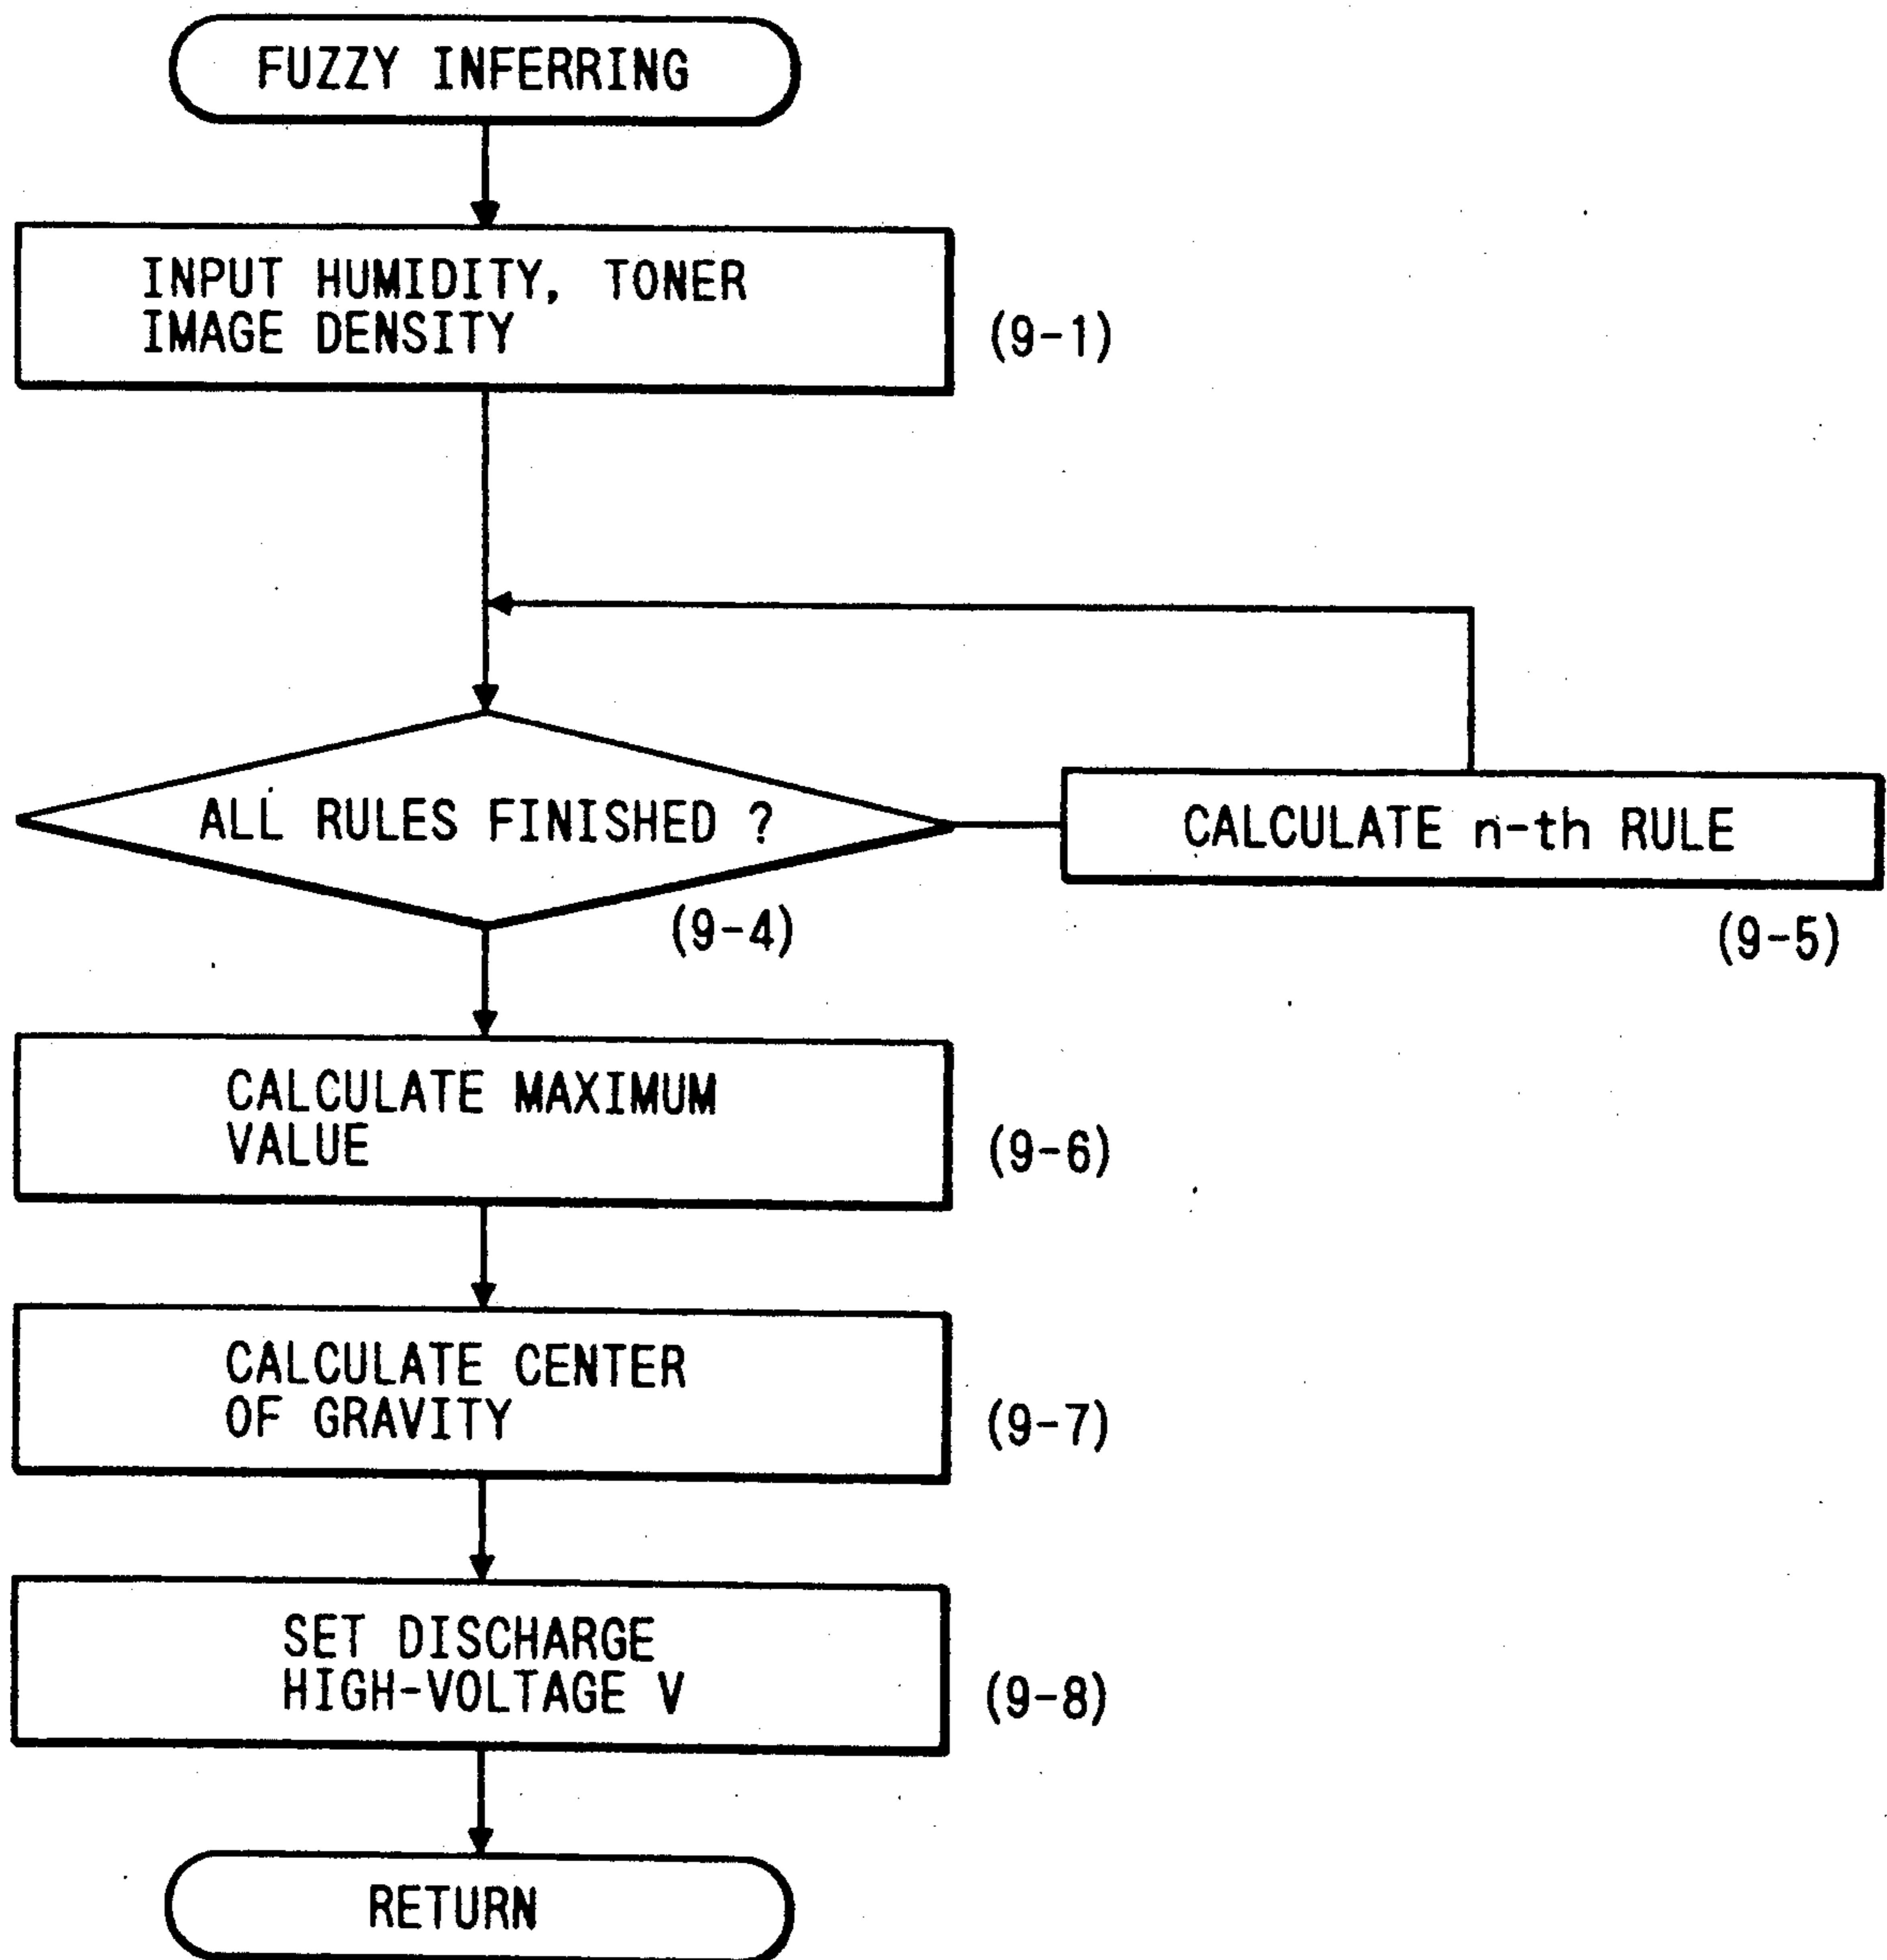 FUZZY INFERRING
INPUT HUMIDITY, TONER
IMAGE DENSITY
(9-1)
ALL RULES FINISHED ?
(9-4)
CALCULATE n-th RULE
(9-5)
CALCULATE MAXIMUM
VALUE
(9-6)
CALCULATE CENTER
OF GRAVITY
(9-7)
SET DISCHARGE
HIGH-VOLTAGE V
(9-8)
RETURN